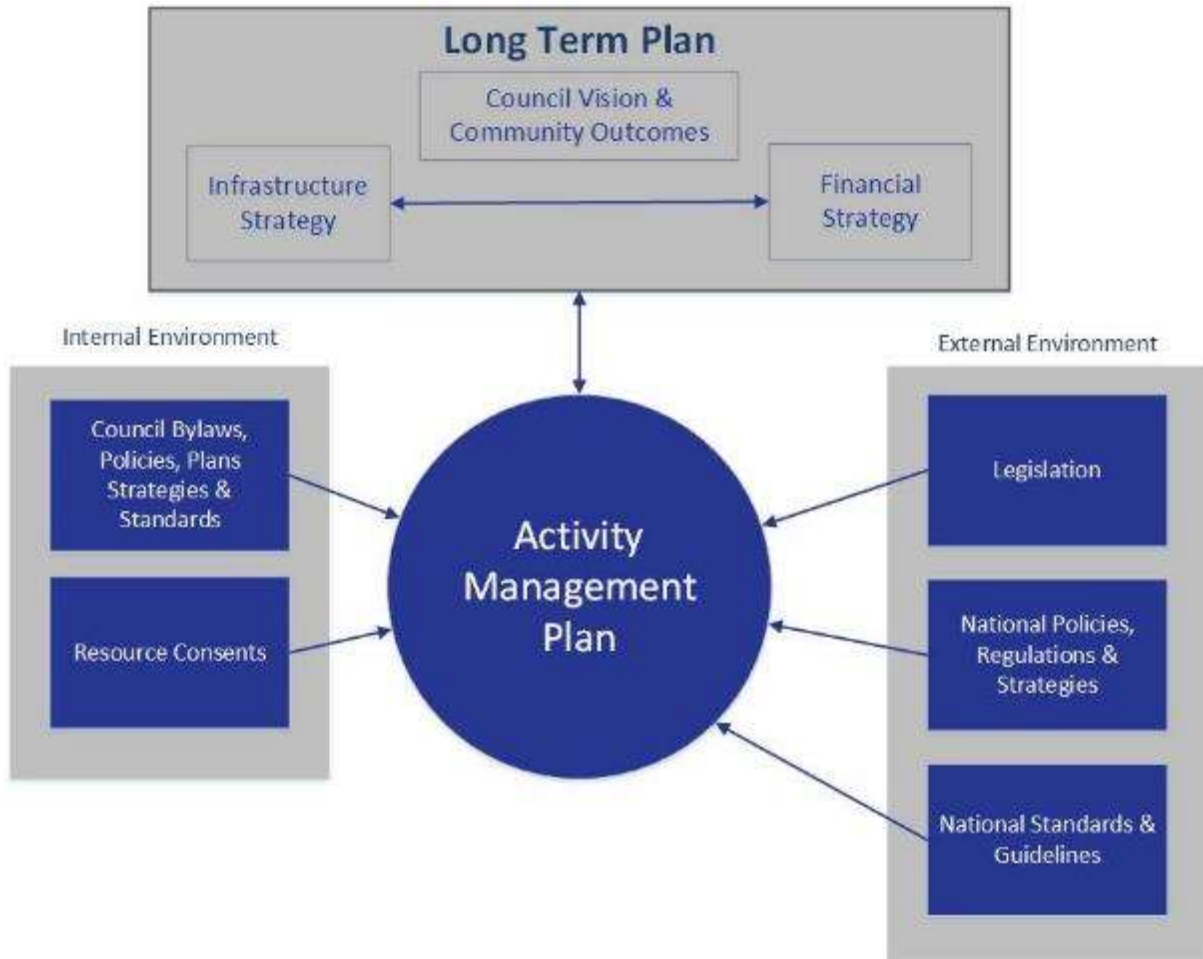 Long Term Plan
Council Vision &
Community Outcomes
Infrastructure
Strategy
Financial
Strategy
Internal Environment
External Environment
Council Bylaws,
Policies, Plans
Strategies &
Standards
Resource Consents
Activity
Management
Plan
Legislation
National Policies,
Regulations &
Strategies
National Standards &
Guidelines